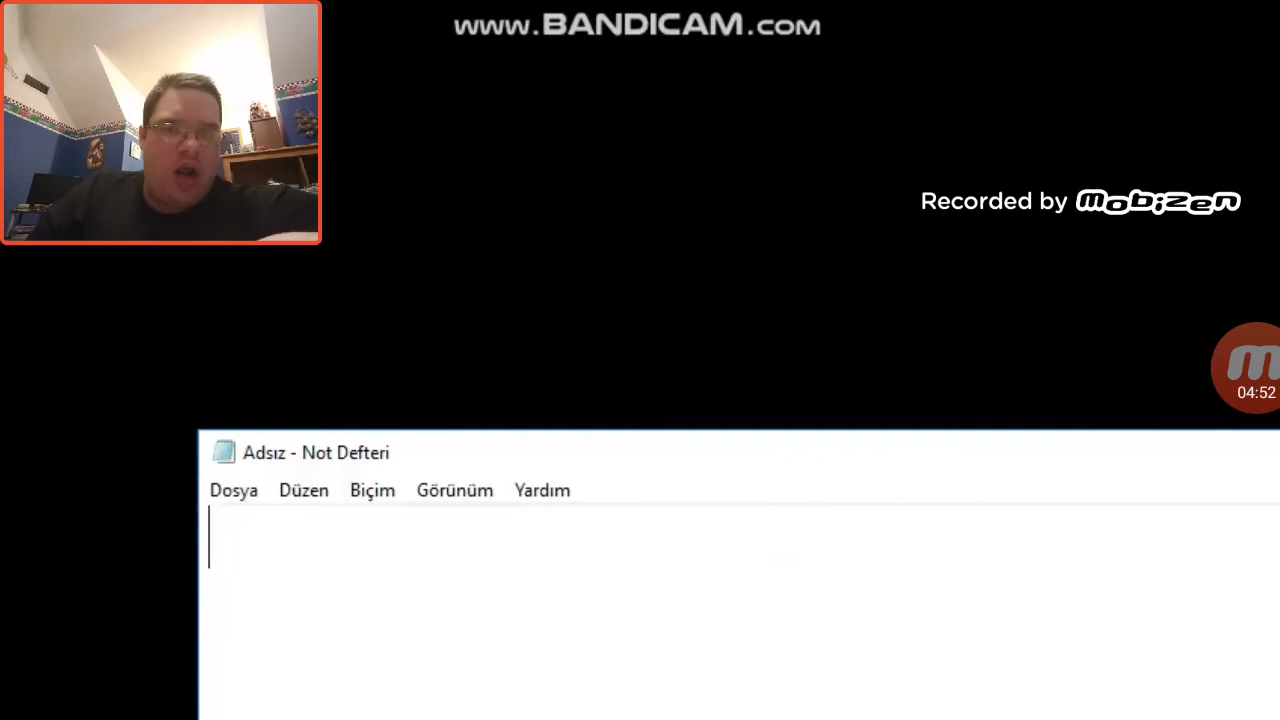 www.BANDICAM.com
Recorded by mobizen
04:52
Adsız - Not Defteri
Dosya Düzen Biçim Görünüm Yardım